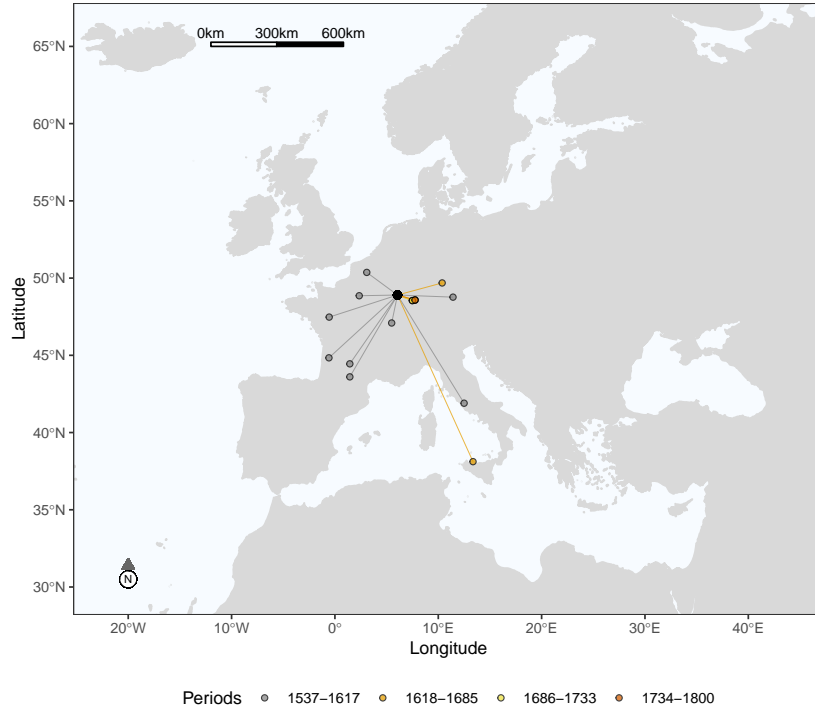 0km 300km 600km
65°N
60°N
55°N
50°N
45°N
40°N
35°N
30°N
Latitude
N
20°W 10°W 0° 10°E 20°E 30°E 40°E
Longitude
Periods 1537–1617 1618–1685 1686–1733 1734–1800